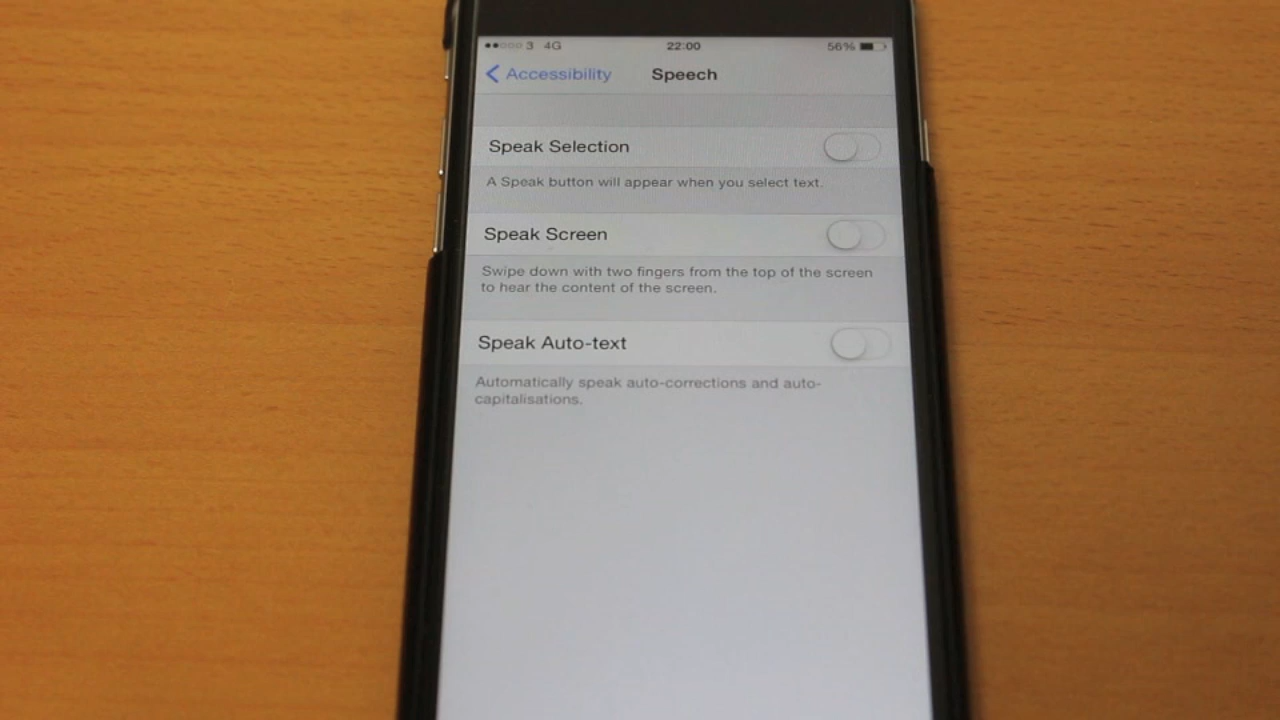 3 4G 22:00 56%
Accessibility Speech
Speak Selection
A Speak button will appear when you select text.
Speak Screen
Swipe down with two fingers from the top of the screen
to hear the content of the screen.
Speak Auto-text
Automatically speak auto-corrections and auto-
capitalisations.